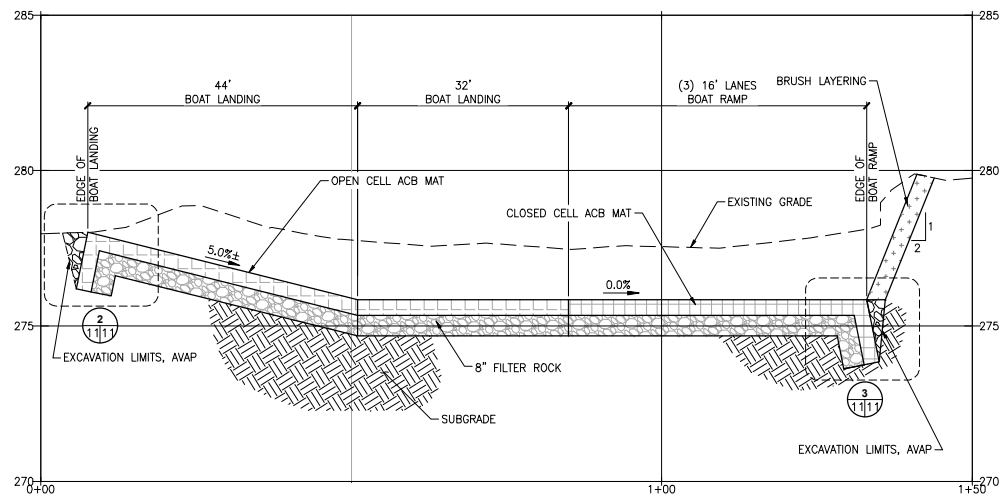 285
285
44'
BOAT LANDING
32'
BOAT LANDING
(3) 16' LANES
BOAT RAMP
BRUSH LAYERING
EDGE OF
BOAT LANDING
EDGE OF
BOAT RAMP
280
280
OPEN CELL ACB MAT
CLOSED CELL ACB MAT
EXISTING GRADE
1
2
5.0%±
0.0%
275
275
2
11 11
EXCAVATION LIMITS, AVAP
8" FILTER ROCK
3
11 11
SUBGRADE
EXCAVATION LIMITS, AVAP
270
270
0+00
1+00
1+50